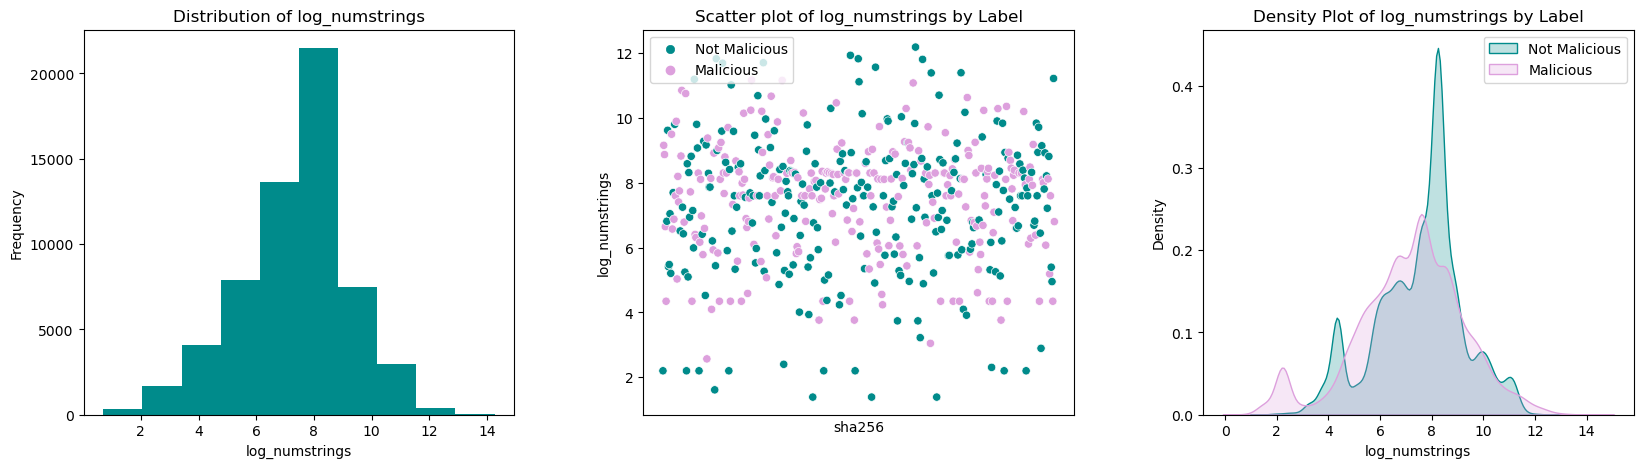 Distribution of log_numstrings
Frequency
20000
15000
10000
5000
0
2 4 6 8 10 12 14
log_numstrings
Scatter plot of log_numstrings by Label
Not Malicious
Malicious
log_numstrings
12
10
8
6
4
2
sha256
Density Plot of log_numstrings by Label
Not Malicious
Malicious
Density
0.4
0.3
0.2
0.1
0.0
0 2 4 6 8 10 12 14
log_numstrings